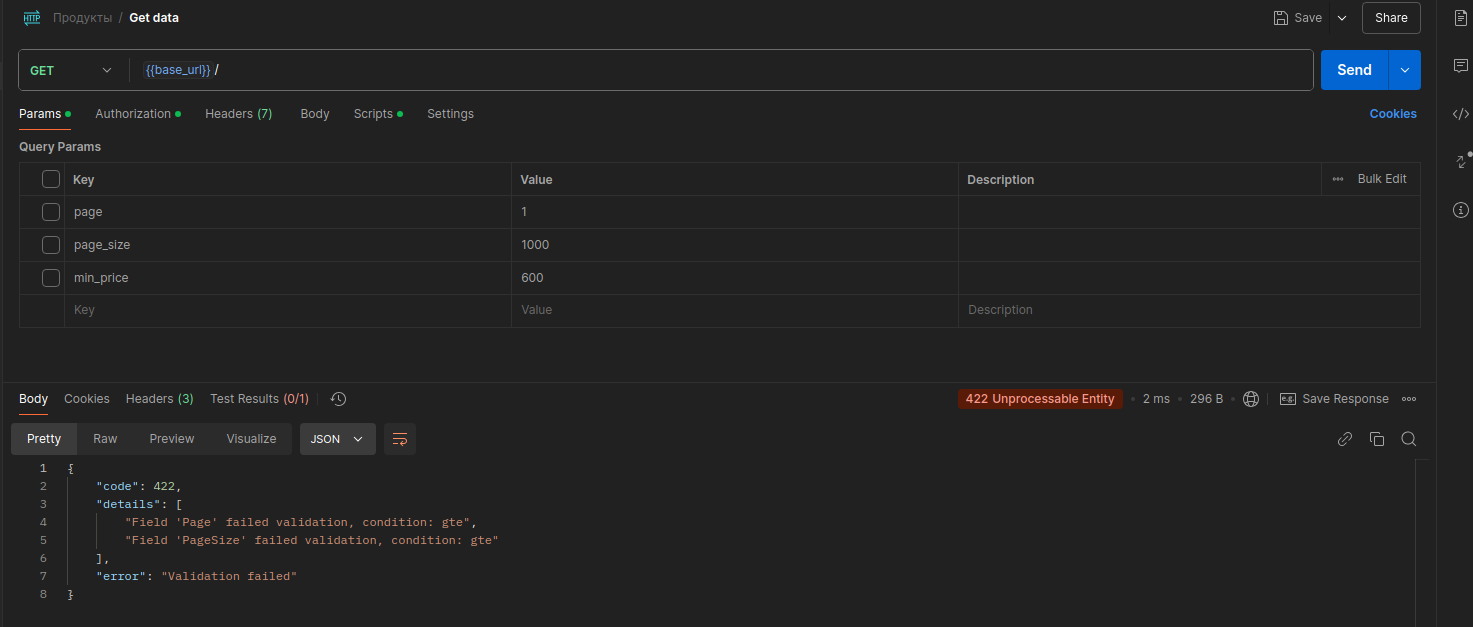 HTTP Продукты / Get data Save Share
GET {{base_url}} / Send
Params Authorization Headers (7) Body Scripts Settings Cookies
Query Params
Key Value Description Bulk Edit
page 1
page_size 1000
min_price 600
Key Value Description
Body Cookies Headers (3) Test Results (0/1) 422 Unprocessable Entity 2 ms 296 B e.g. Save Response
Pretty Raw Preview Visualize JSON
1 {
2 "code": 422,
3 "details": [
4 "Field 'Page' failed validation, condition: gte",
5 "Field 'PageSize' failed validation, condition: gte"
6 ],
7 "error": "Validation failed"
8 }